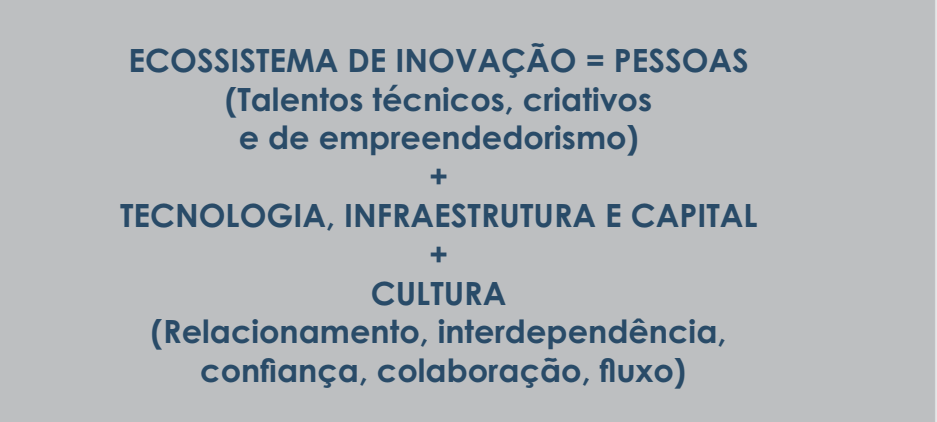 ECOSSISTEMA DE INOVAÇÃO = PESSOAS
(Talentos técnicos, criativos
e de empreendedorismo)
+
TECNOLOGIA, INFRAESTRUTURA E CAPITAL
+
CULTURA
(Relacionamento, interdependência,
confiança, colaboração, fluxo)